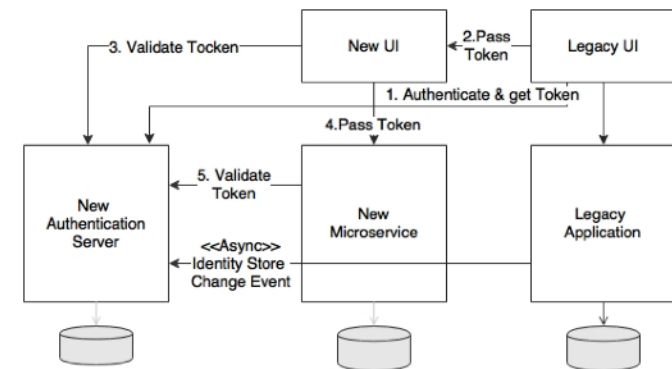 3. Validate Tocken
New UI
2.Pass
Token
Legacy UI
1. Authenticate & get Token
4.Pass Token
New
Authentication
Server
5. Validate
Token
<<Async>>
Identity Store
Change Event
New
Microservice
Legacy
Application